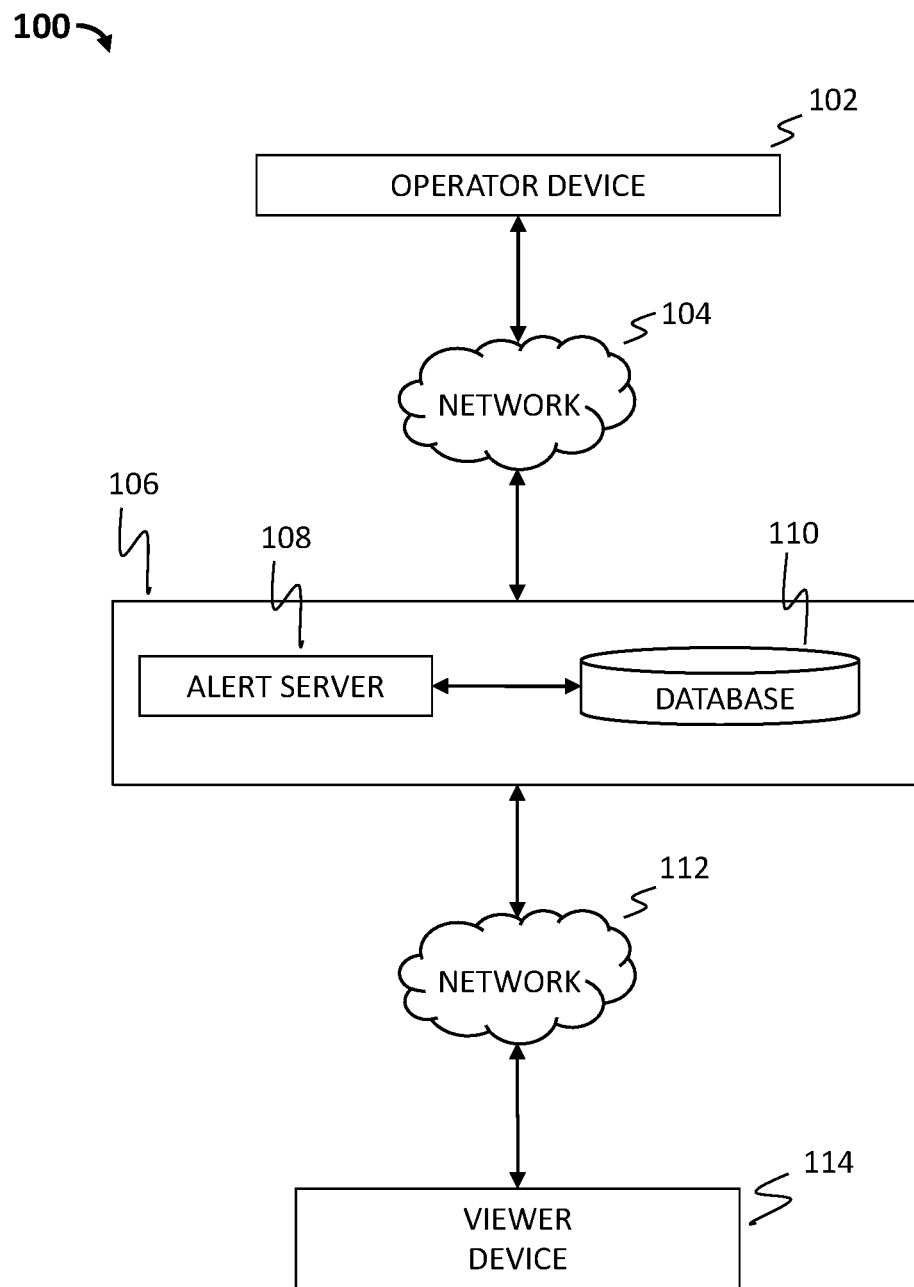 100
102
OPERATOR DEVICE
104
NETWORK
106
108
110
ALERT SERVER
DATABASE
112
NETWORK
114
VIEWER
DEVICE